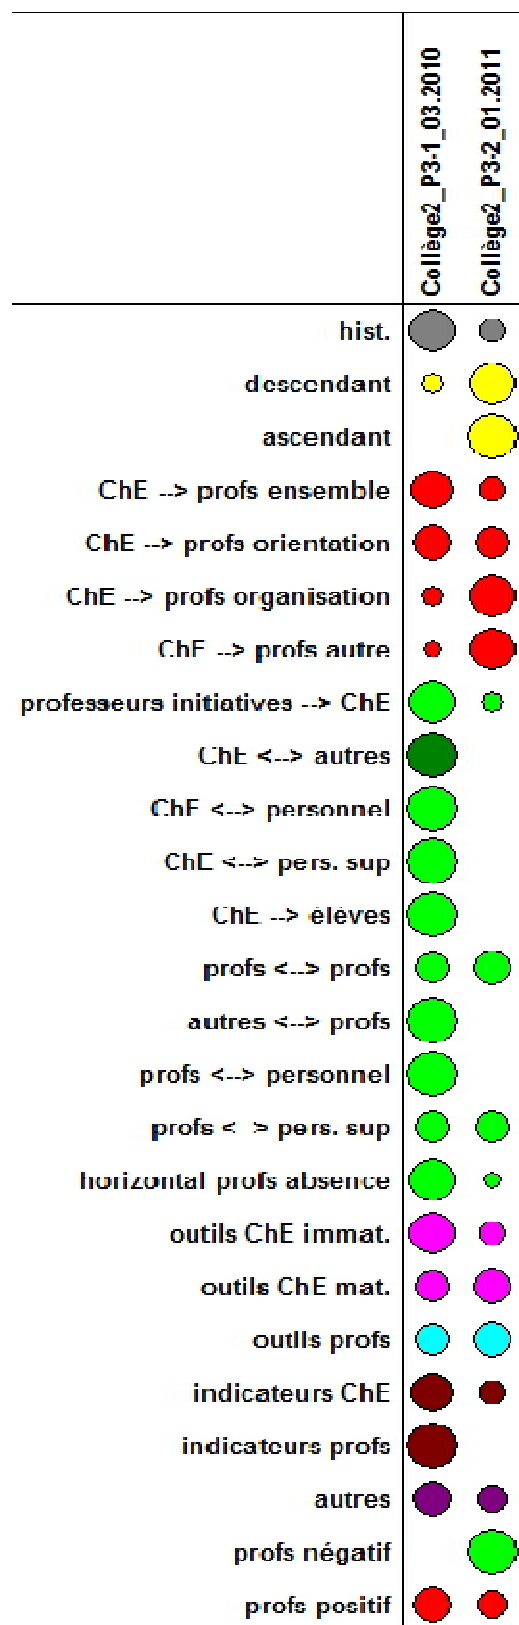 Collège2_P3-1_03.2010
Collège2_P3-2_01.2011
hist.
descendant
ascendant
ChE --> profs ensemble
ChE --> profs orientation
ChE --> profs organisation
ChE --> profs autre
professeurs initiatives --> ChE
ChE <--> autres
ChE <--> personnel
ChE <--> pers. sup
ChE --> élèves
profs <--> profs
autres <--> profs
profs <--> personnel
profs < > pers. sup
horizontal profs absence
outils ChE immat.
outils ChE mat.
outils profs
indicateurs ChE
indicateurs profs
autres
profs négatif
profs positif